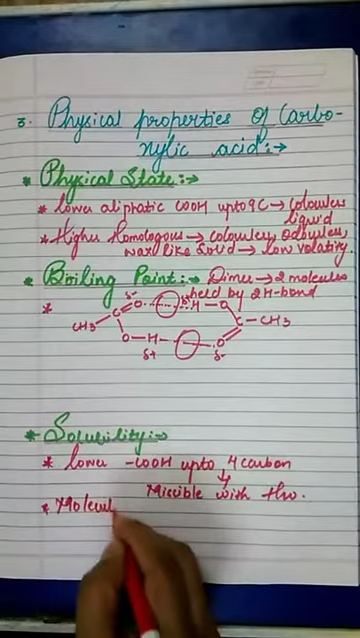 3. Physical properties of Carbo-
xylic acid:→
* Physical State:→
* Lower aliphatic COOH upto 9C → colourless
liquid
* Higher Homologous → colourless, odourless,
wax like solid → low volatility.
* Boiling Point:→ Dimer → 2 molecules
held by 2 H-bond
*
δ- δ+
CH3 - C = O ... H - O
C - CH3
O - H ... O
δ+ δ-
* Solubility:→
* Lower -COOH upto 4 carbon
↳
Miscible with H2O.
* Molecul